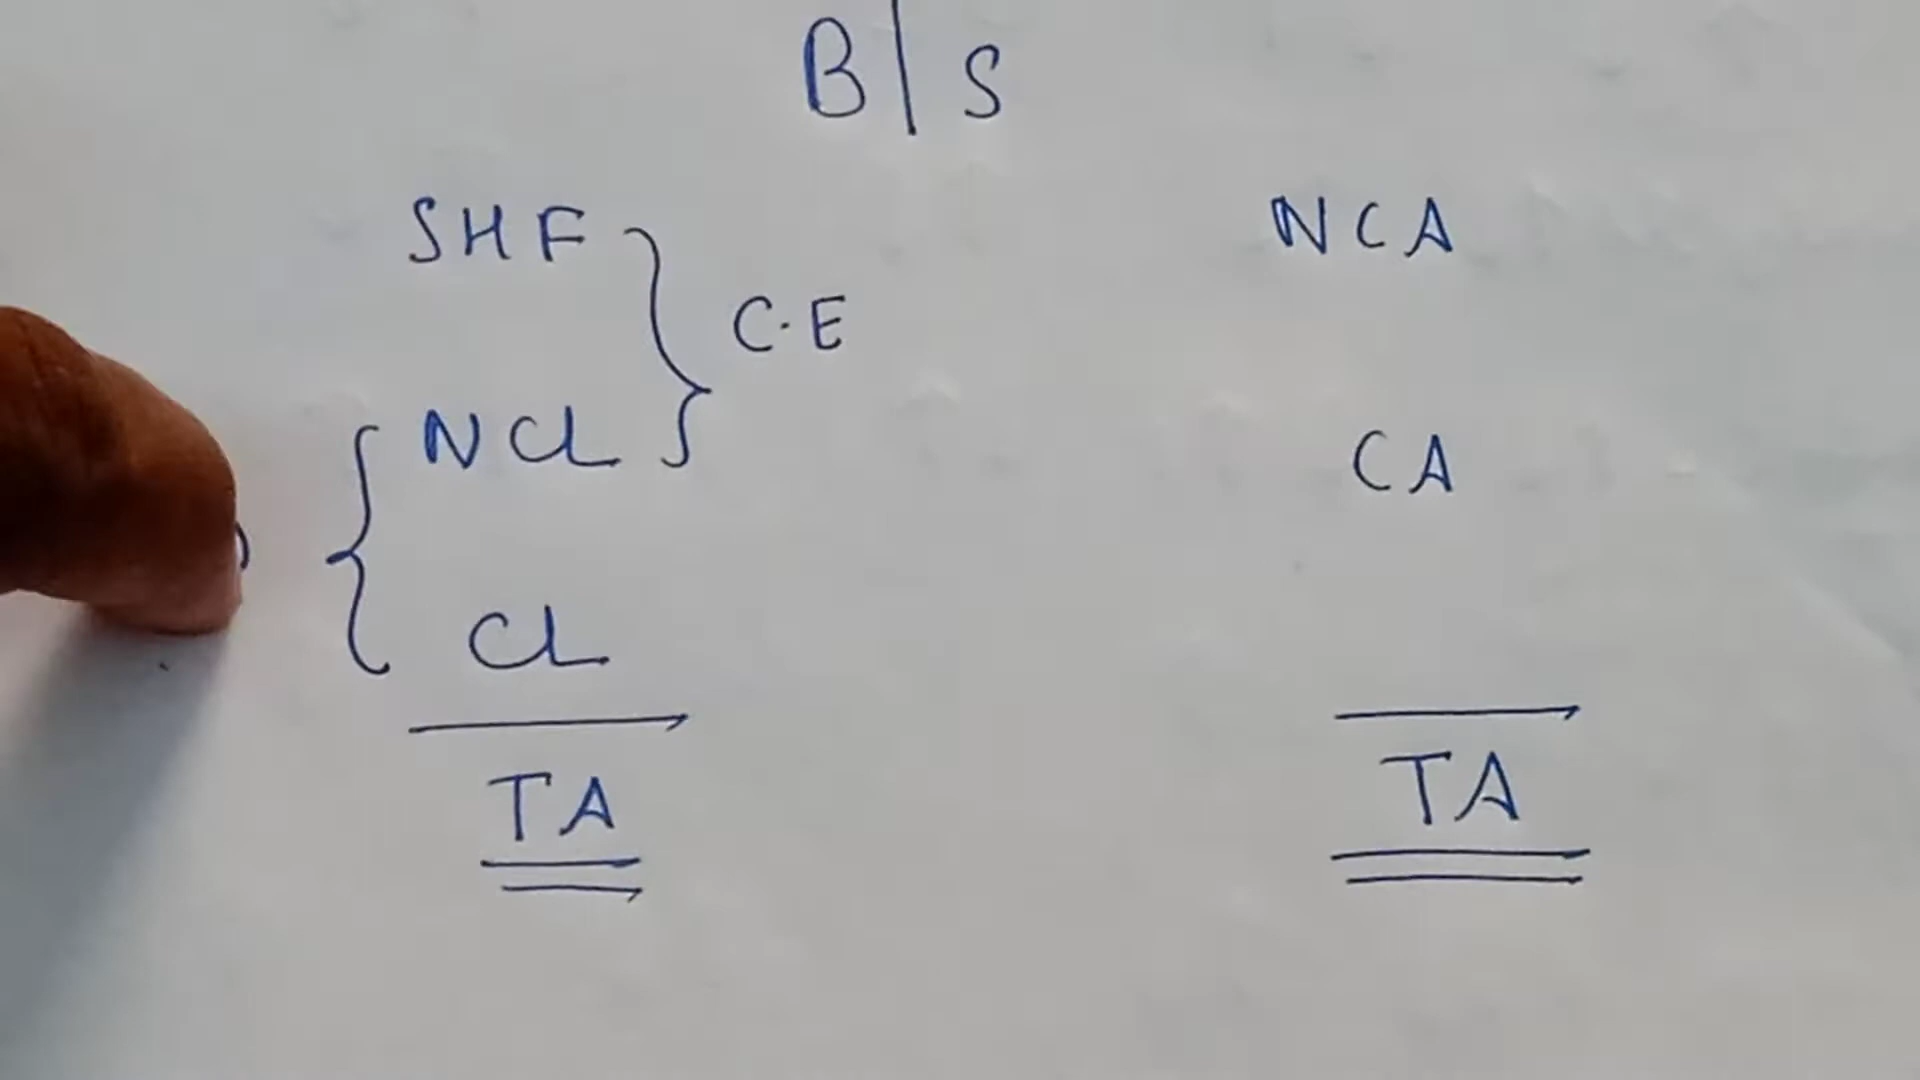 B/S
SHF NCA
C.E
NCL CA
CL
TA TA